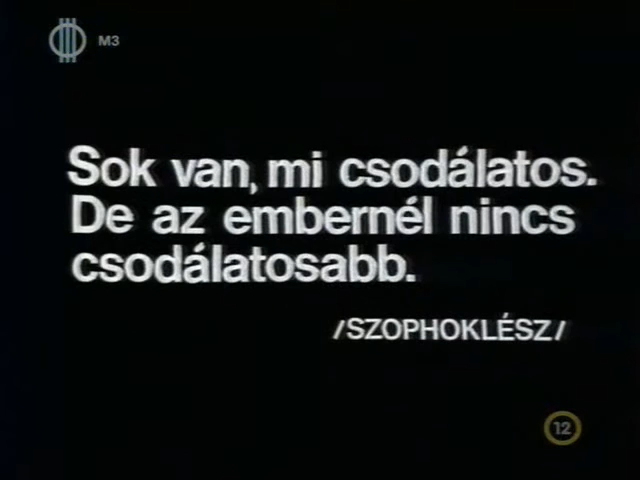 M3
Sok van, mi csodálatos.
De az embernél nincs
csodálatosabb.
/SZOPHOKLÉSZ/
12